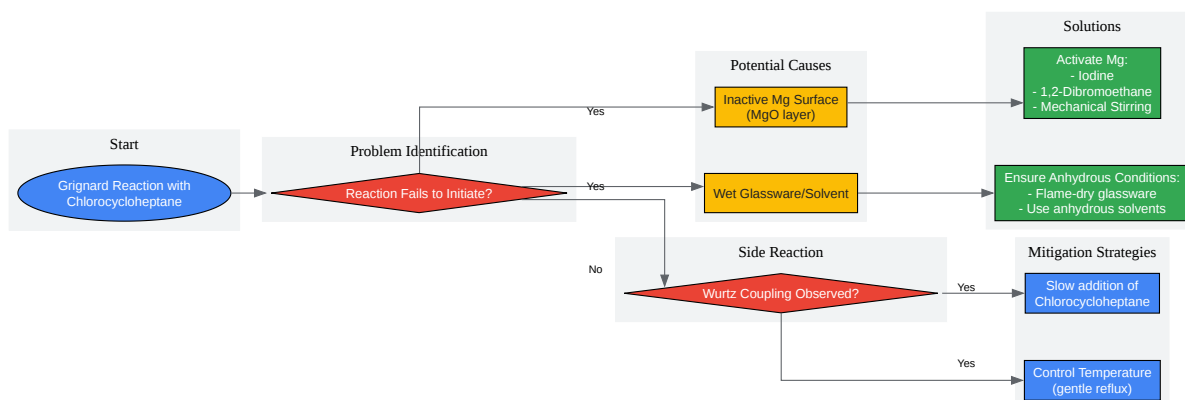 Start
Grignard Reaction with
Chlorocycloheptane
Problem Identification
Reaction Fails to Initiate?
Yes
Yes
No
Potential Causes
Inactive Mg Surface
(MgO layer)
Wet Glassware/Solvent
Solutions
Activate Mg:
- Iodine
- 1,2-Dibromoethane
- Mechanical Stirring
Ensure Anhydrous Conditions:
- Flame-dry glassware
- Use anhydrous solvents
Side Reaction
Wurtz Coupling Observed?
Yes
Yes
Mitigation Strategies
Slow addition of
Chlorocycloheptane
Control Temperature
(gentle reflux)